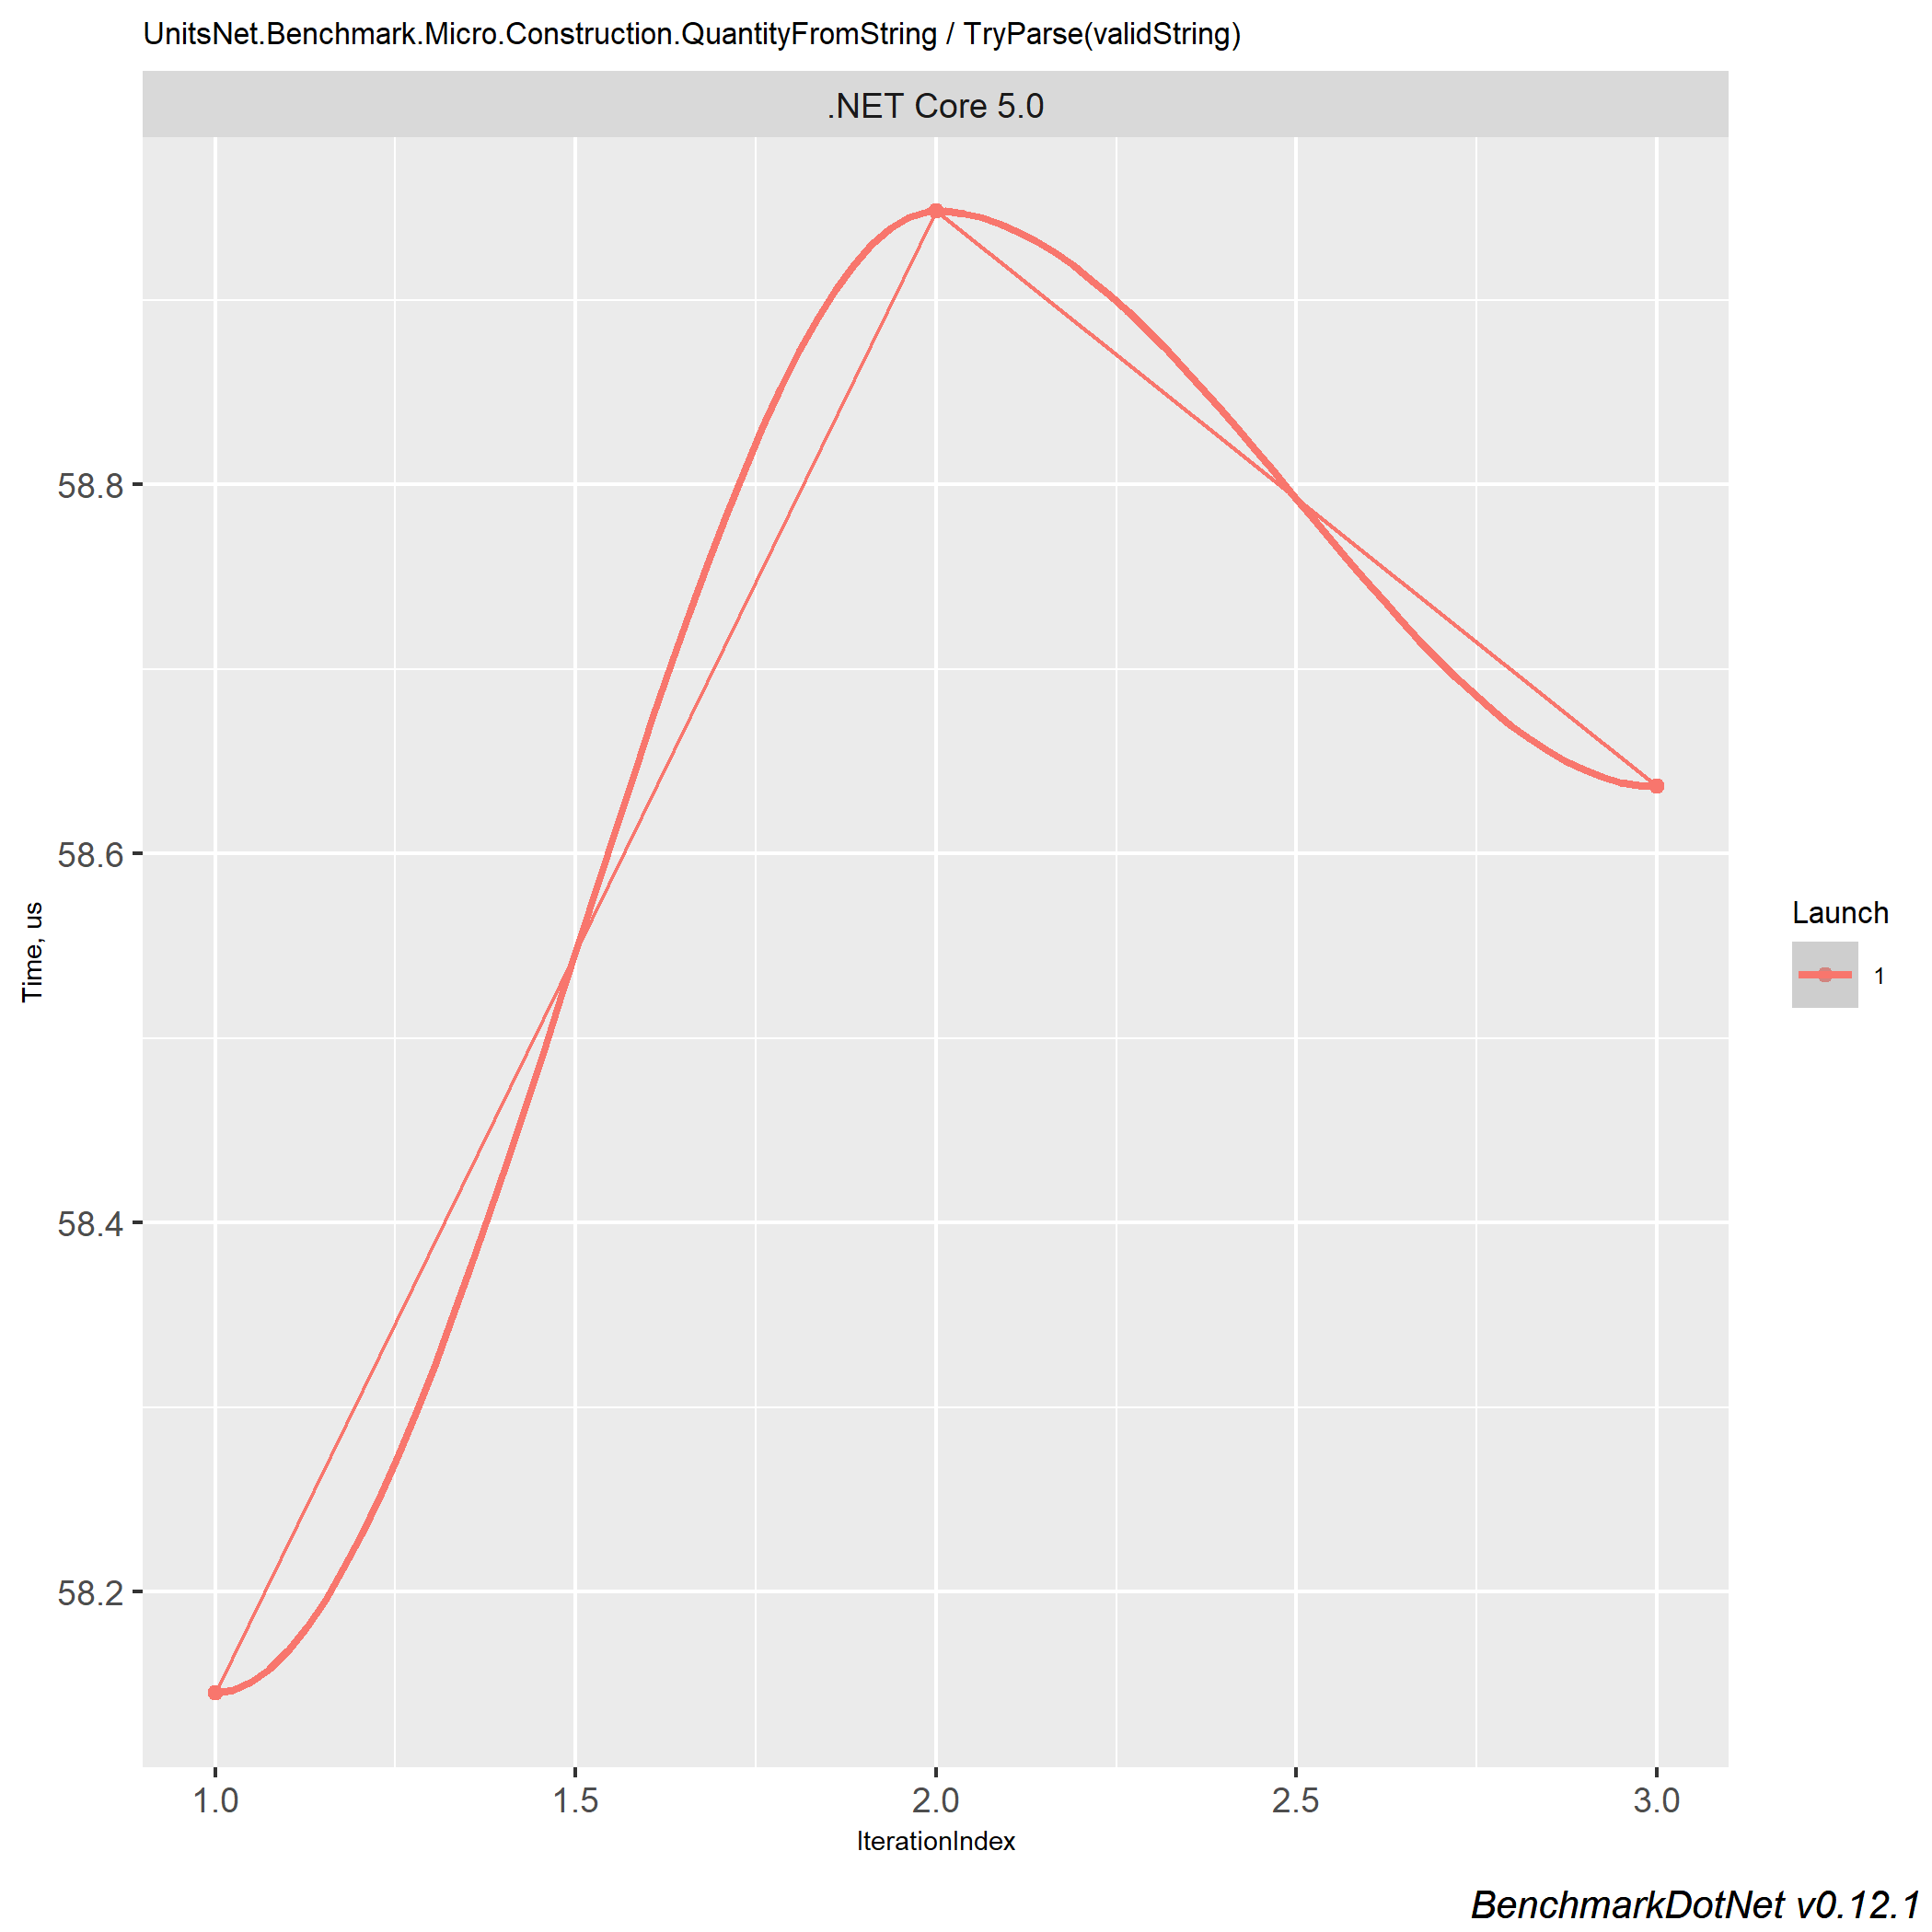 UnitsNet.Benchmark.Micro.Construction.QuantityFromString / TryParse(validString)
.NET Core 5.0
58.8
58.6
58.4
58.2
Time, us
1.0 1.5 2.0 2.5 3.0
IterationIndex
Launch
1
BenchmarkDotNet v0.12.1